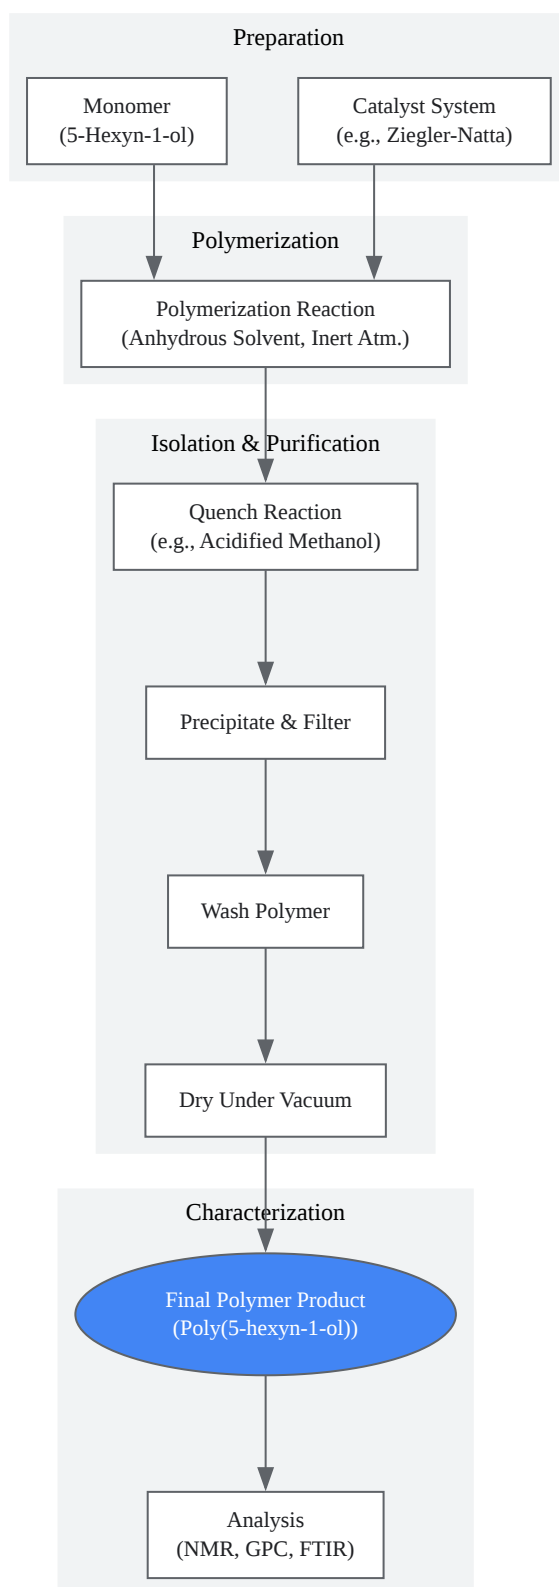 Preparation
Monomer
(5-Hexyn-1-ol)
Catalyst System
(e.g., Ziegler-Natta)
Polymerization
Polymerization Reaction
(Anhydrous Solvent, Inert Atm.)
Isolation & Purification
Quench Reaction
(e.g., Acidified Methanol)
Precipitate & Filter
Wash Polymer
Dry Under Vacuum
Characterization
Final Polymer Product
(Poly(5-hexyn-1-ol))
Analysis
(NMR, GPC, FTIR)